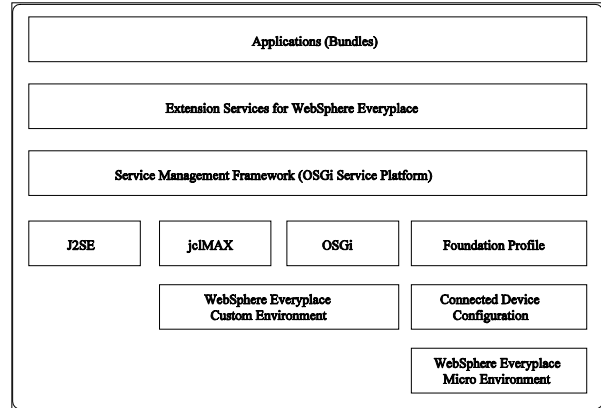 Applications (Bundles)
Extension Services for WebSphere Everyplace
Service Management Framework (OSGi Service Platform)
J2SE
jclMAX
OSGi
Foundation Profile
WebSphere Everyplace
Custom Environment
Connected Device
Configuration
WebSphere Everyplace
Micro Environment